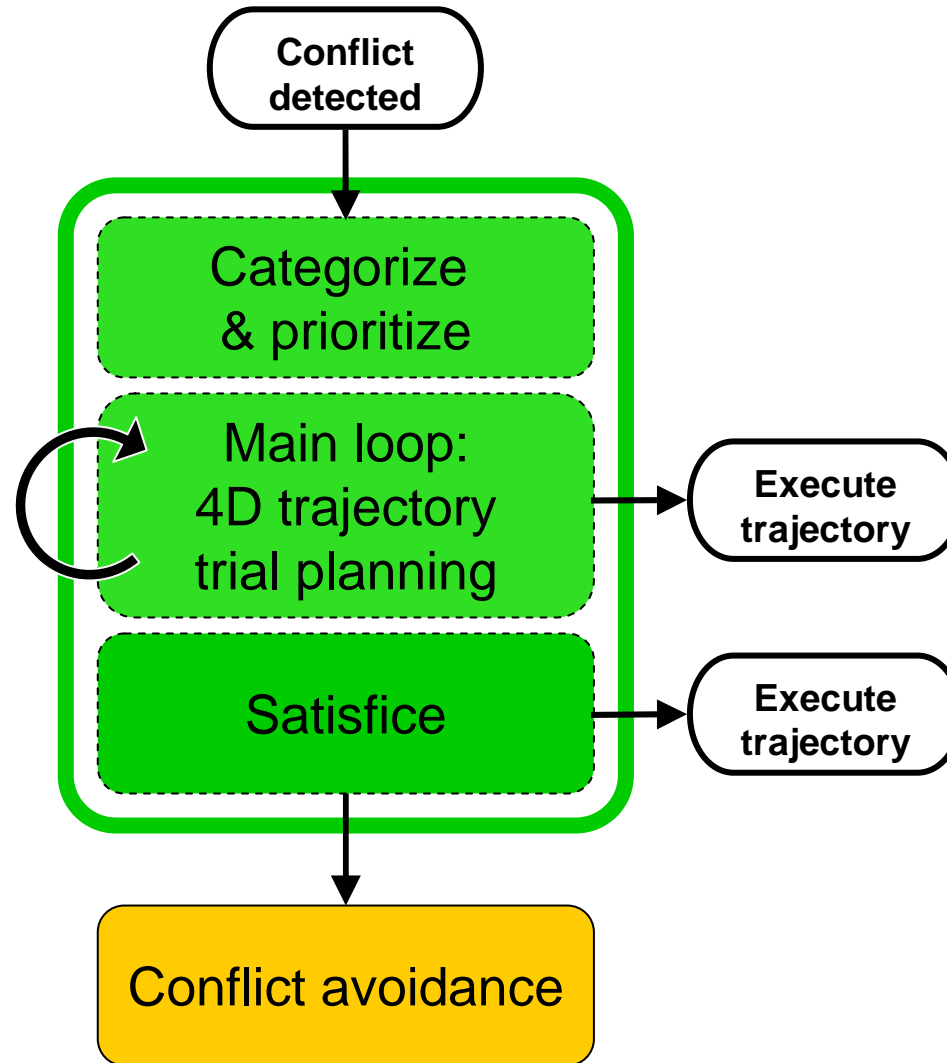 Conflict
detected
Categorize
& prioritize
Main loop:
4D trajectory
trial planning
Execute
trajectory
Satisfice
Execute
trajectory
Conflict avoidance